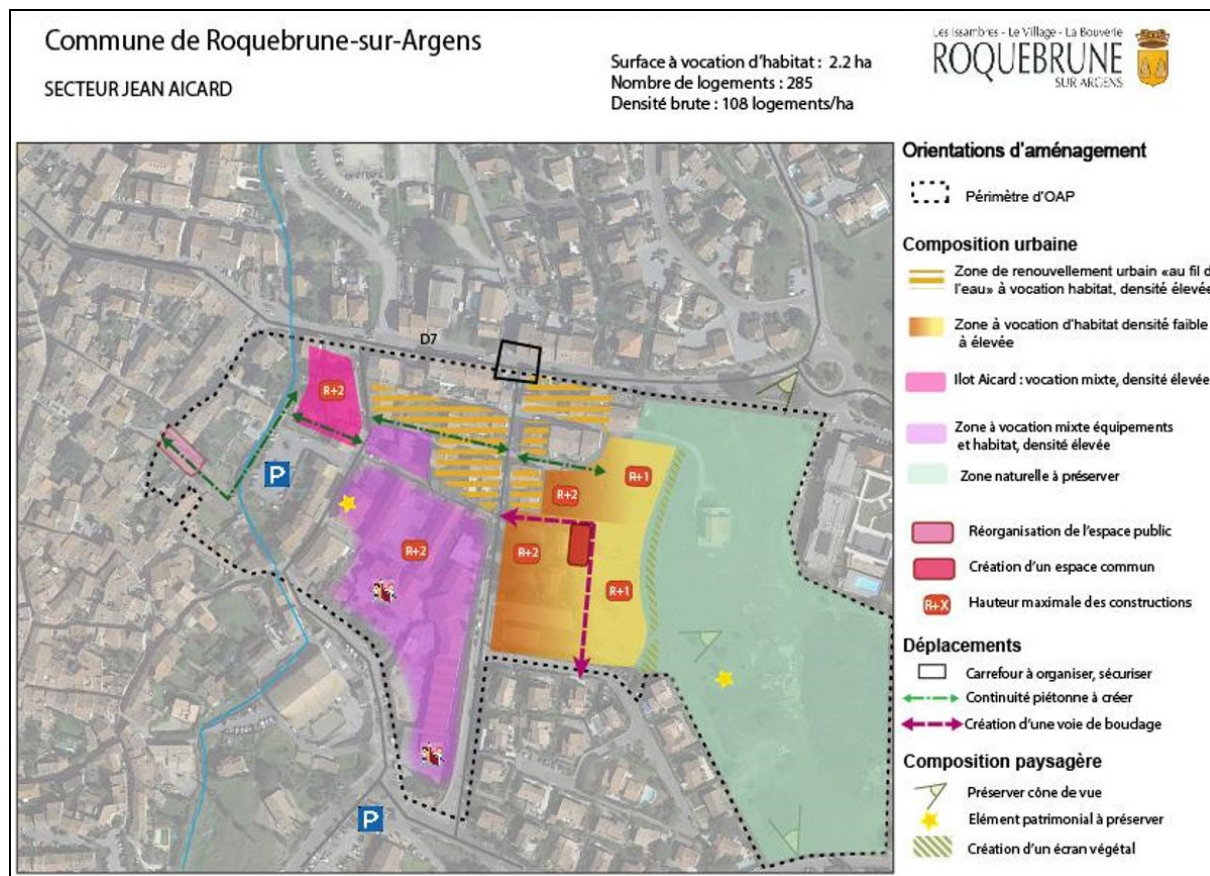 Commune de Roquebrune-sur-Argens
SECTEUR JEAN AICARD
Surface à vocation d'habitat : 2.2 ha
Nombre de logements : 285
Densité brute : 108 logements/ha
Les Issambres - Le Village - La Bouverie
ROQUEBRUNE
SUR ARGENS
D7
R+2
P
R+1
R+2
R+2
R+2
R+1
P
Orientations d'aménagement
Périmètre d'OAP
Composition urbaine
Zone de renouvellement urbain «au fil d
l'eau» à vocation habitat, densité élevée
Zone à vocation d'habitat densité faible
à élevée
Ilot Aicard : vocation mixte, densité élevée
Zone à vocation mixte équipements
et habitat, densité élevée
Zone naturelle à préserver
Réorganisation de l'espace public
Création d'un espace commun
R+X Hauteur maximale des constructions
Déplacements
Carrefour à organiser, sécuriser
Continuité piétonne à créer
Création d'une voie de bouclage
Composition paysagère
Préserver cône de vue
Elément patrimonial à préserver
Création d'un écran végétal